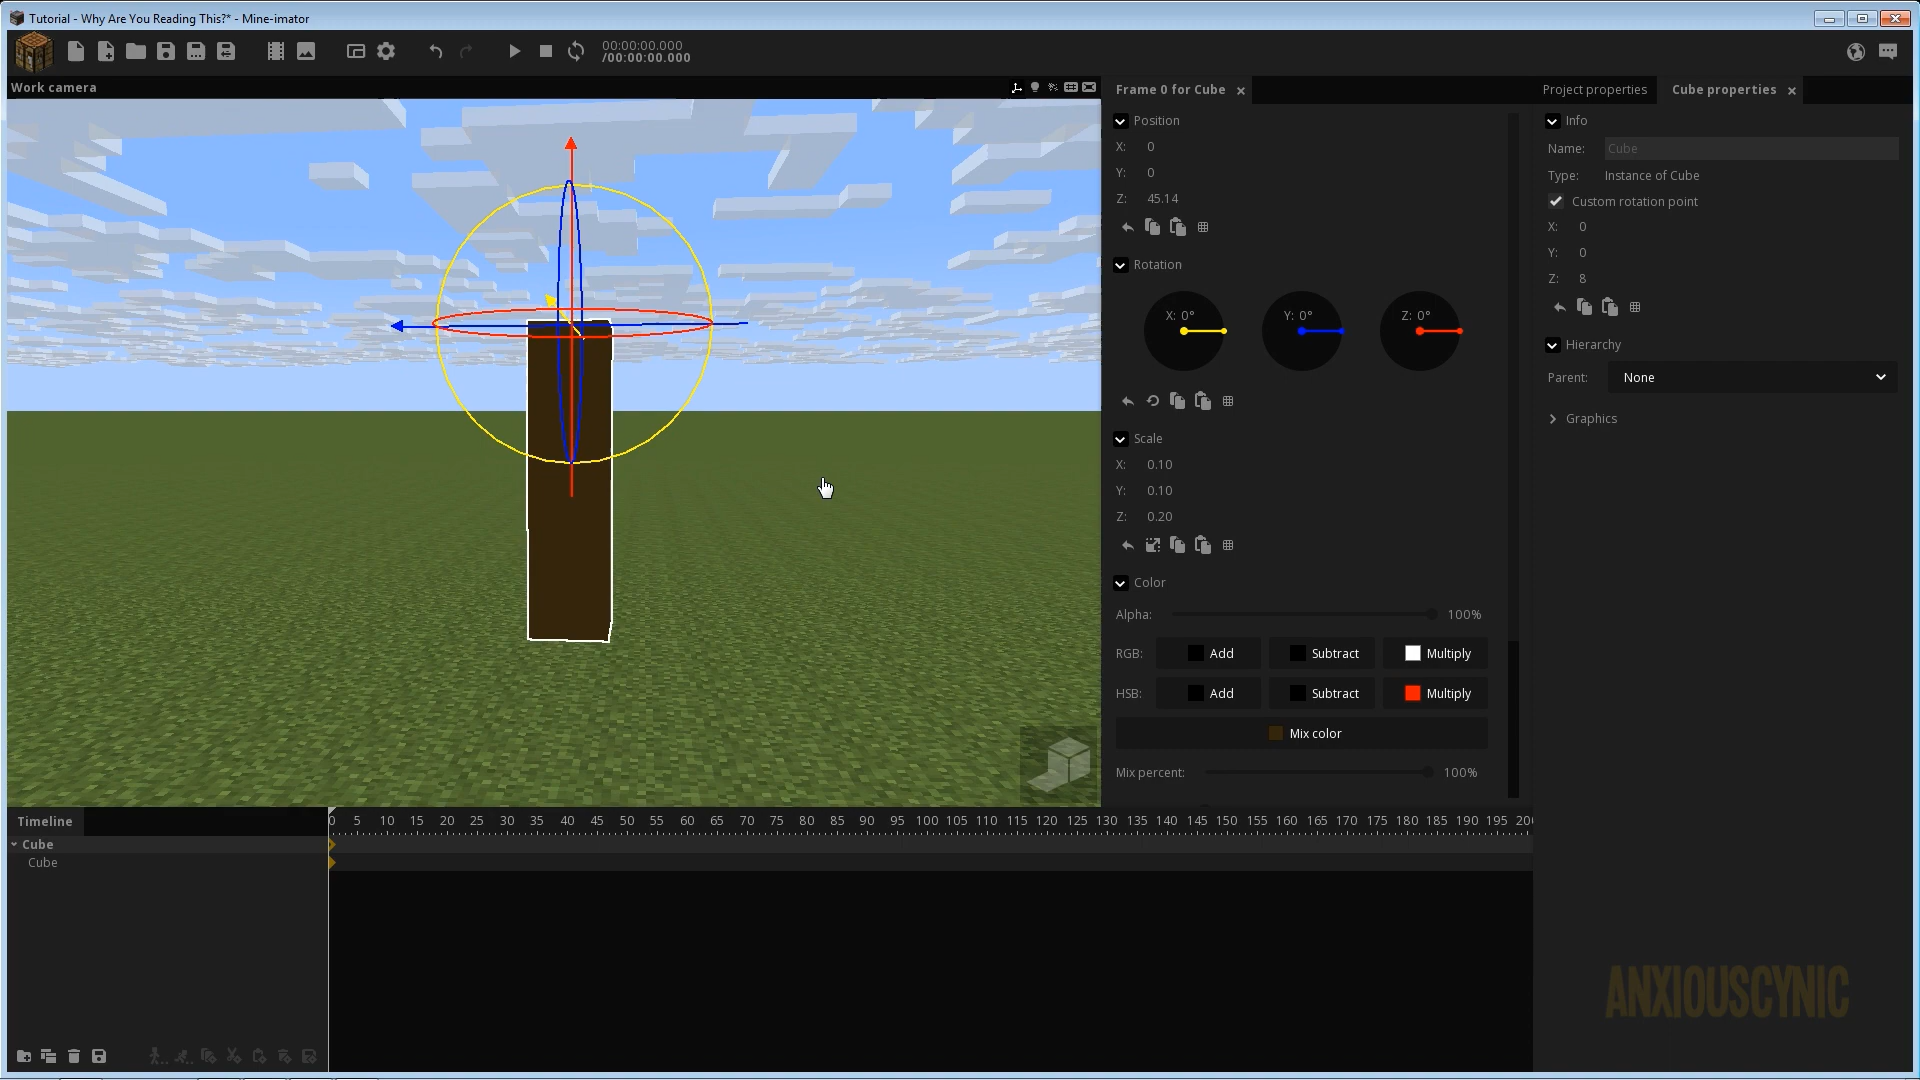 Tutorial - Why Are You Reading This?* - Mine-imator
00:00:00.000
/00:00:00.000
Work camera
Frame 0 for Cube
Position
X: 0
Y: 0
Z: 45.14
Rotation
X: 0° Y: 0° Z: 0°
Scale
X: 0.10
Y: 0.10
Z: 0.20
Color
Alpha: 100%
RGB: Add Subtract Multiply
HSB: Add Subtract Multiply
Mix color
Mix percent: 100%
Project properties Cube properties
Info
Name: Cube
Type: Instance of Cube
Custom rotation point
X: 0
Y: 0
Z: 8
Hierarchy
Parent: None
Graphics
Timeline
0 5 10 15 20 25 30 35 40 45 50 55 60 65 70 75 80 85 90 95 100 105 110 115 120 125 130 135 140 145 150 155 160 165 170 175 180 185 190 195
Cube
Cube
ANXIOUSCYNIC